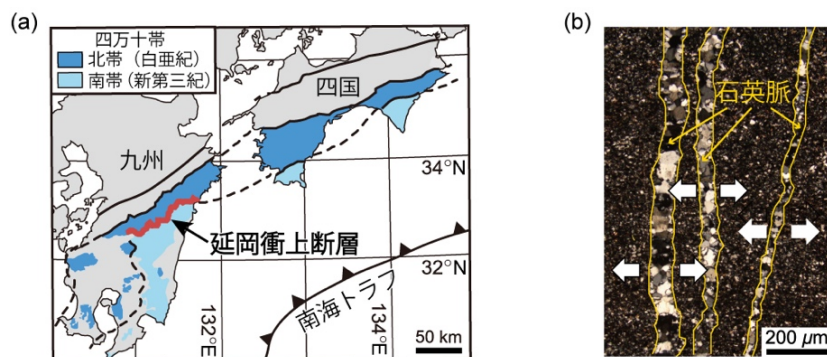 (a)
四万十帯
北帯（白亜紀）
南帯（新第三紀）
四国
九州
34°N
延岡衝上断層
32°N
南海トラフ
132°E
134°E
50 km
(b)
石英脈
200 µm